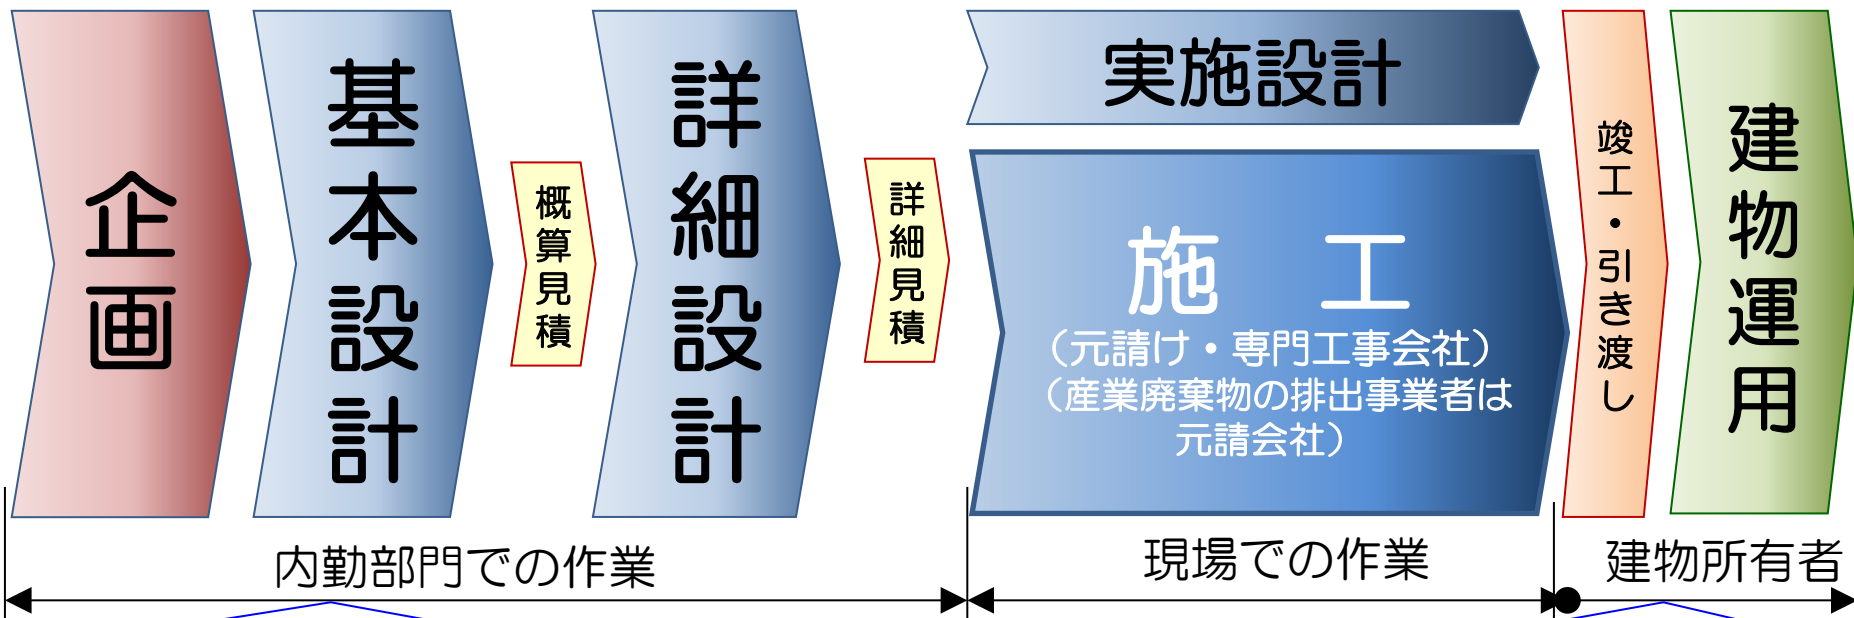 企画
基本設計
概算見積
詳細設計
詳細見積
実施設計
施　工
（元請け・専門工事会社）
（産業廃棄物の排出事業者は
元請会社）
竣工・引き渡し
建物運用
内勤部門での作業
現場での作業
建物所有者